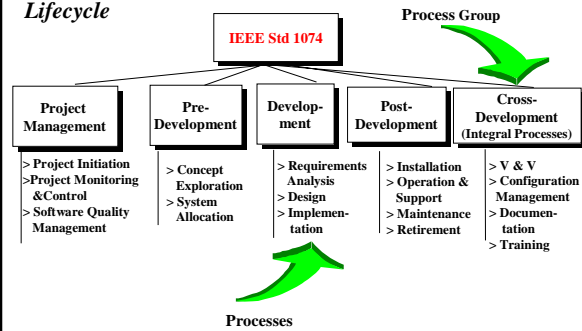 Lifecycle
Process Group
IEEE Std 1074
Project
Management
> Project Initiation
>Project Monitoring
&Control
> Software Quality
Management
Pre-
Development
> Concept
Exploration
> System
Allocation
Develop-
ment
> Requirements
Analysis
> Design
> Implemen-
tation
Post-
Development
> Installation
> Operation &
Support
> Maintenance
> Retirement
Cross-
Development
(Integral Processes)
> V & V
> Configuration
Management
> Documen-
tation
> Training
Processes